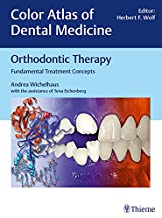 Color Atlas of
Dental Medicine
Editor:
Herbert F. Wolf
Orthodontic Therapy
Fundamental Treatment Concepts
Andrea Wichelhaus
with the assistance of Tena Eichenberg
Thieme